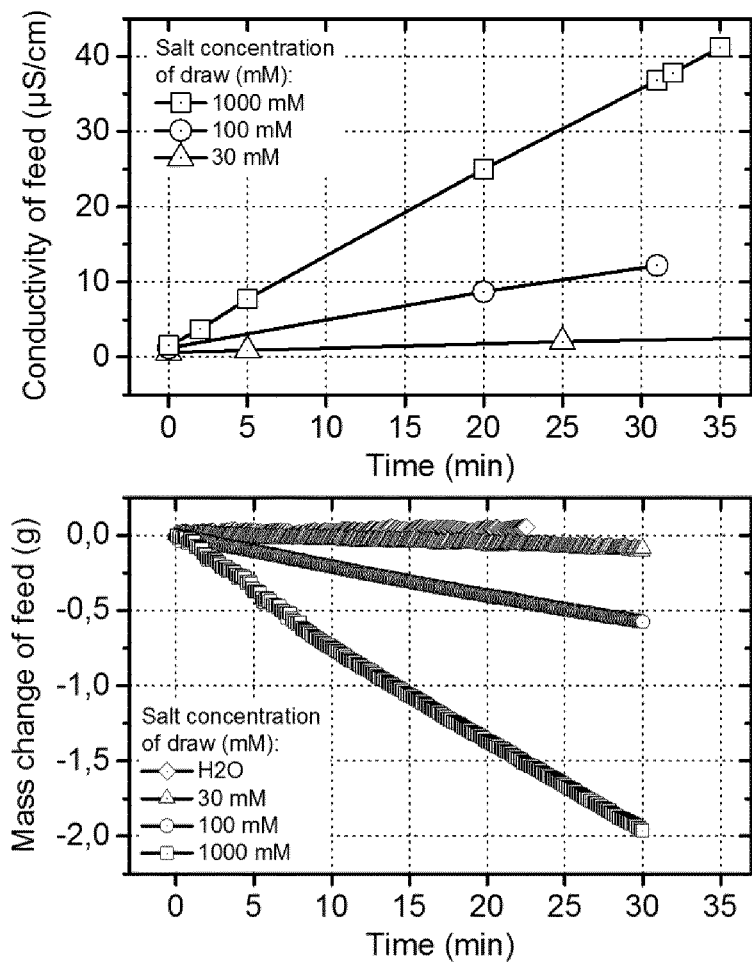 Conductivity of feed (µS/cm)
40
30
20
10
0
Salt concentration
of draw (mM):
1000 mM
100 mM
30 mM
0 5 10 15 20 25 30 35
Time (min)
Mass change of feed (g)
0,0
-0,5
-1,0
-1,5
-2,0
Salt concentration
of draw (mM):
H2O
30 mM
100 mM
1000 mM
0 5 10 15 20 25 30 35
Time (min)